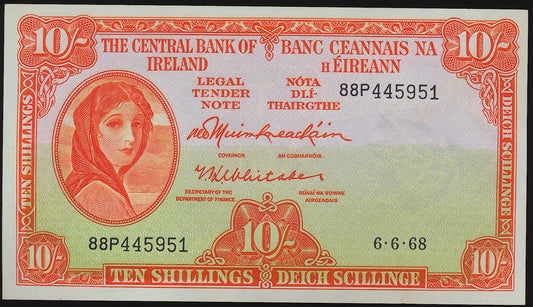 10/-
10/-
THE CENTRAL BANK OF
IRELAND
BANC CEANNAIS NA
H ÉIREANN
LEGAL
TENDER
NOTE
NÓTA
DLÍ-
THAIRGTHE
88P445951
GOVERNOR
AN GOBHARNÓIR.
T. K. Whitaker
SECRETARY OF THE
DEPARTMENT OF FINANCE
RÚNAÍ NA ROINNE
AIRGEADAIS
TEN SHILLINGS
DEICH SCILLINGE
88P445951
10/-
6·6·68
10/-
TEN SHILLINGS
DEICH SCILLINGE
10/-